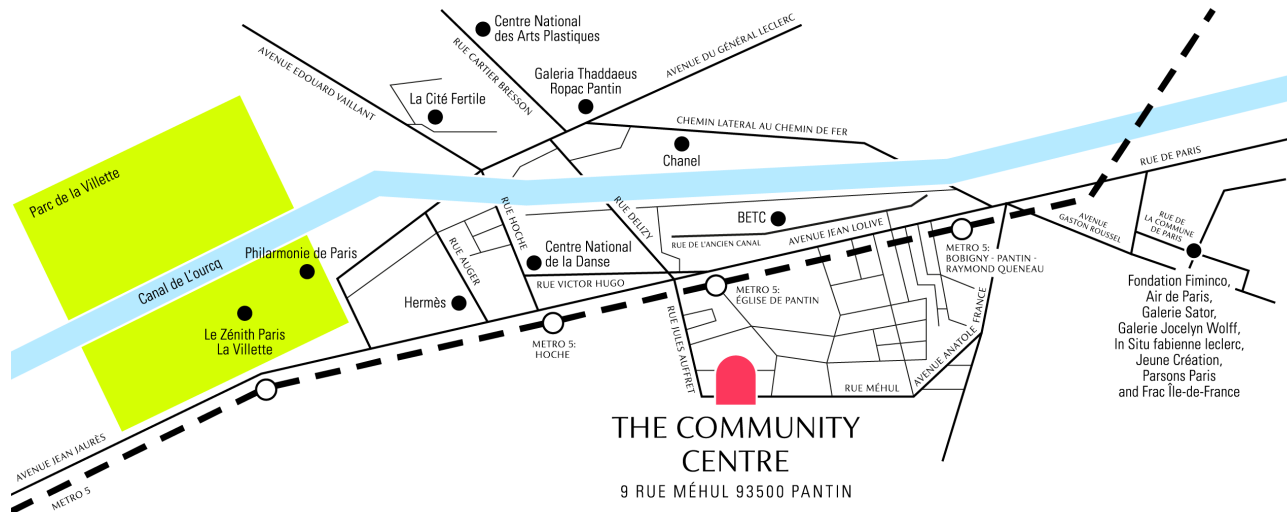 Centre National
des Arts Plastiques
AVENUE EDOUARD VAILLANT
RUE CARTIER BRESSON
AVENUE DU GÉNÉRAL LECLERC
Galeria Thaddaeus
Ropac Pantin
La Cité Fertile
CHEMIN LATERAL AU CHEMIN DE FER
Chanel
RUE DE PARIS
Parc de la Villette
Philarmonie de Paris
Canal de L'ourcq
Le Zénith Paris
La Villette
RUE HOCHE
RUE DELIZY
BETC
RUE DE L'ANCIEN CANAL
AVENUE JEAN LOLIVE
AVENUE
GASTON ROUSSEL
RUE DE
LA COMMUNE
DE PARIS
RUE AUGER
Centre National
de la Danse
RUE VICTOR HUGO
Hermès
METRO 5:
HOCHE
METRO 5:
ÉGLISE DE PANTIN
METRO 5:
BOBIGNY - PANTIN -
RAYMOND QUENEAU
Fondation Fiminco,
Air de Paris,
Galerie Sator,
Galerie Jocelyn Wolff,
In Situ fabienne leclerc,
Jeune Création,
Parsons Paris
and Frac Île-de-France
RUE JULES AUFFRET
AVENUE ANATOLE FRANCE
RUE MÉHUL
AVENUE JEAN JAURÈS
METRO 5
THE COMMUNITY
CENTRE
9 RUE MÉHUL 93500 PANTIN